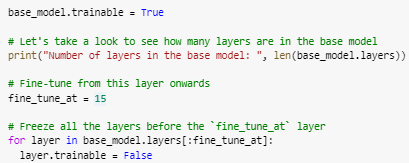 base_model.trainable = True
# Let's take a look to see how many layers are in the base model
print("Number of layers in the base model: ", len(base_model.layers))
# Fine-tune from this layer onwards
fine_tune_at = 15
# Freeze all the layers before the `fine_tune_at` layer
for layer in base_model.layers[:fine_tune_at]:
  layer.trainable = False